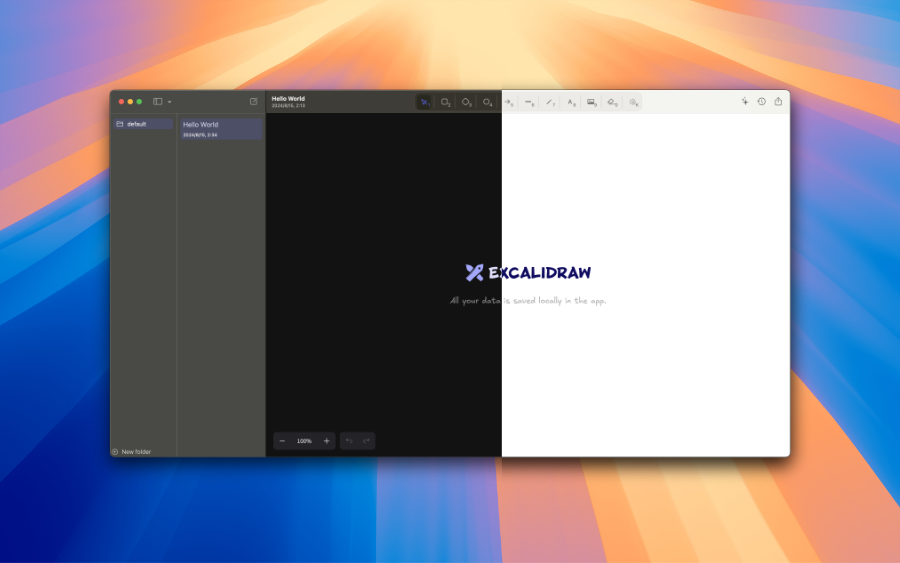 Hello World
2024/8/15, 2:13
default
Hello World
2024/8/15, 2:54
EXCALIDRAW
All your data is saved locally in the app.
100%
New folder